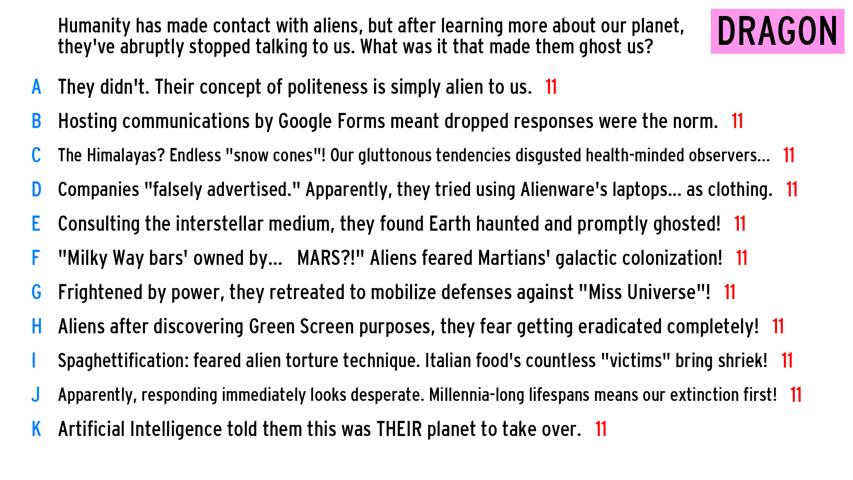 Humanity has made contact with aliens, but after learning more about our planet,
they've abruptly stopped talking to us. What was it that made them ghost us?
DRAGON
A They didn't. Their concept of politeness is simply alien to us. 11
B Hosting communications by Google Forms meant dropped responses were the norm. 11
C The Himalayas? Endless "snow cones"! Our gluttonous tendencies disgusted health-minded observers... 11
D Companies "falsely advertised." Apparently, they tried using Alienware's laptops... as clothing. 11
E Consulting the interstellar medium, they found Earth haunted and promptly ghosted! 11
F "Milky Way bars' owned by... MARS?!" Aliens feared Martians' galactic colonization! 11
G Frightened by power, they retreated to mobilize defenses against "Miss Universe"! 11
H Aliens after discovering Green Screen purposes, they fear getting eradicated completely! 11
I Spaghettification: feared alien torture technique. Italian food's countless "victims" bring shriek! 11
J Apparently, responding immediately looks desperate. Millennia-long lifespans means our extinction first! 11
K Artificial Intelligence told them this was THEIR planet to take over. 11